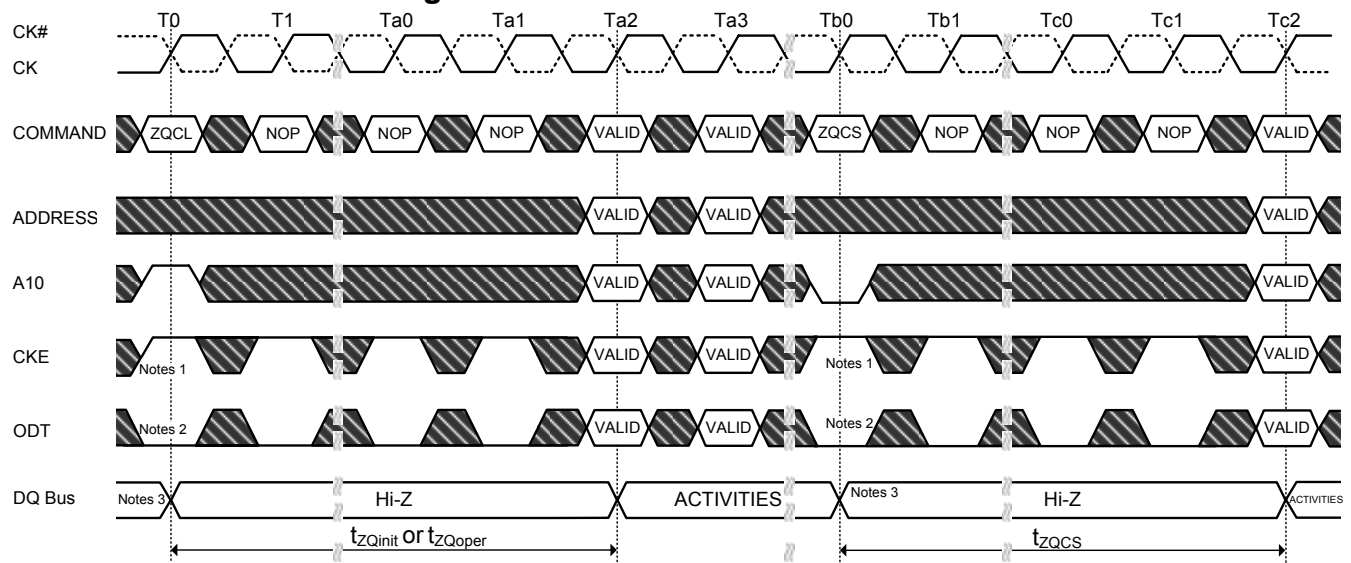 T0 T1 Ta0 Ta1 Ta2 Ta3 Tb0 Tb1 Tc0 Tc1 Tc2
CK#
CK
COMMAND ZQCL NOP NOP NOP VALID VALID ZQCS NOP NOP NOP VALID
ADDRESS VALID VALID VALID
A10 VALID VALID VALID
CKE Notes 1 VALID VALID Notes 1 VALID
ODT Notes 2 VALID VALID Notes 2 VALID
DQ Bus Notes 3 Hi-Z ACTIVITIES Notes 3 Hi-Z ACTIVITIES
tZQinit or tZQoper tZQCS